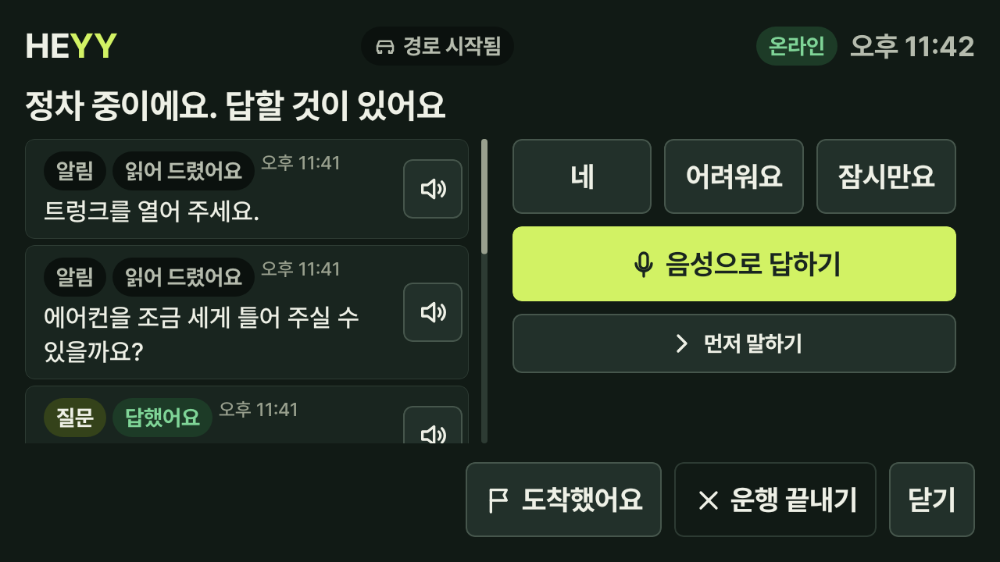 HEYY
경로 시작됨
온라인 오후 11:42
정차 중이에요. 답할 것이 있어요
알림 읽어 드렸어요 오후 11:41
트렁크를 열어 주세요.
알림 읽어 드렸어요 오후 11:41
에어컨을 조금 세게 틀어 주실 수
있을까요?
질문 답했어요 오후 11:41
네 어려워요 잠시만요
음성으로 답하기
먼저 말하기
도착했어요 운행 끝내기 닫기